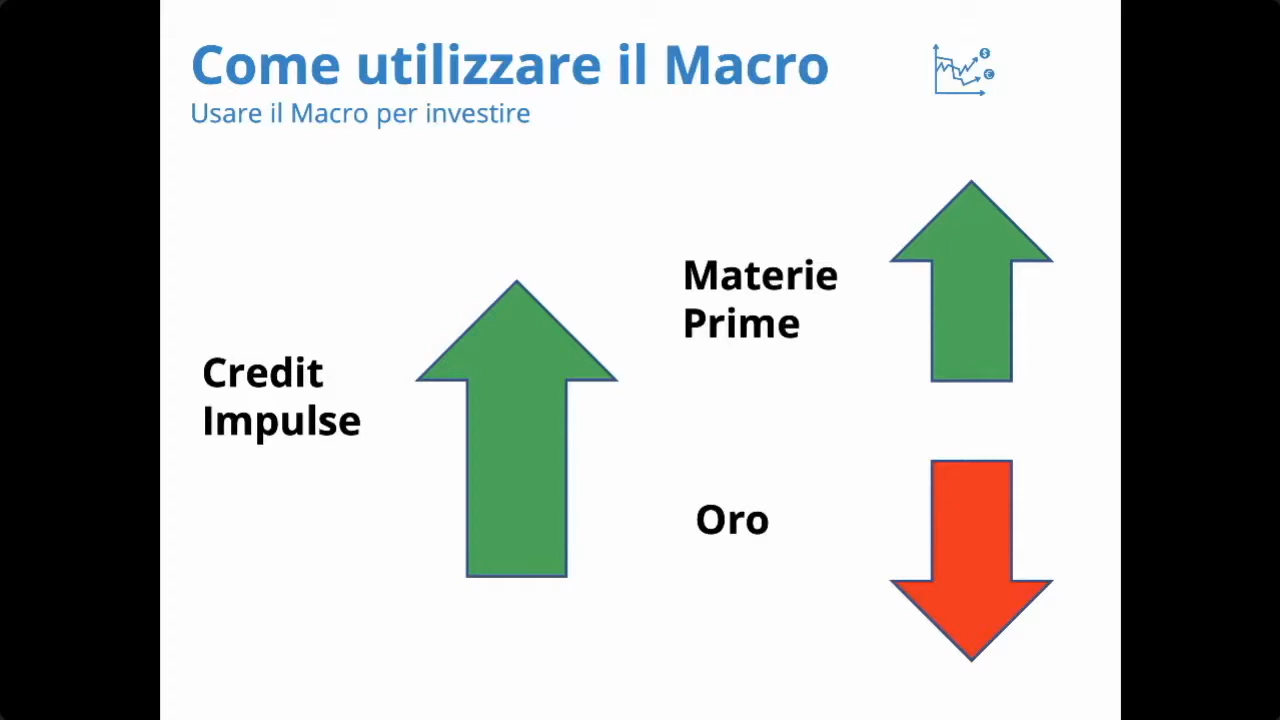 Come utilizzare il Macro
Usare il Macro per investire
Credit
Impulse
Materie
Prime
Oro